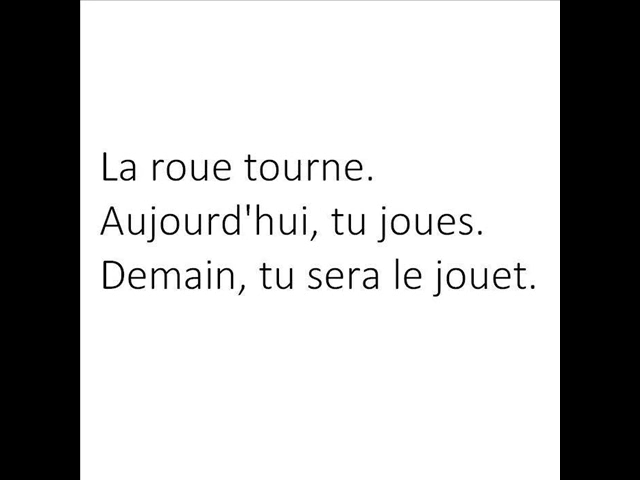 La roue tourne.
Aujourd'hui, tu joues.
Demain, tu sera le jouet.